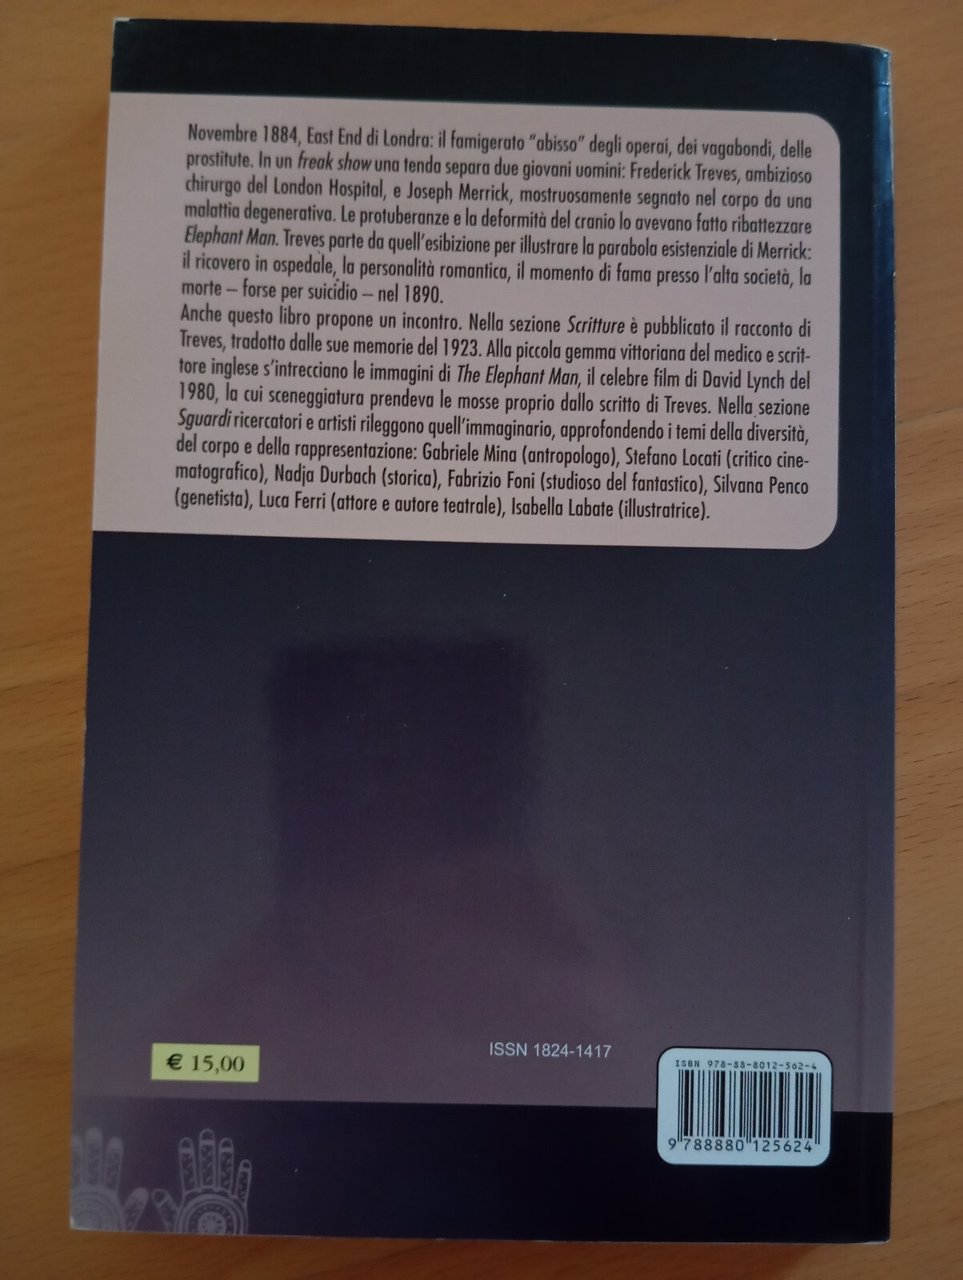 Novembre 1884, East End di Londra: il famigerato "abisso" degli operai, dei vagabondi, delle
prostitute. In un freak show una tenda separa due giovani uomini: Frederick Treves, ambizioso
chirurgo del London Hospital, e Joseph Merrick, mostruosamente segnato nel corpo da una
malattia degenerativa. Le protuberanze e la deformità del cranio lo avevano fatto ribattezzare
Elephant Man. Treves parte da quell'esibizione per illustrare la parabola esistenziale di Merrick:
il ricovero in ospedale, la personalità romantica, il momento di fama presso l'alta società, la
morte – forse per suicidio – nel 1890.
Anche questo libro propone un incontro. Nella sezione Scritture è pubblicato il racconto di
Treves, tradotto dalle sue memorie del 1923. Alla piccola gemma vittoriana del medico e scrit-
tore inglese s'intrecciano le immagini di The Elephant Man, il celebre film di David Lynch del
1980, la cui sceneggiatura prendeva le mosse proprio dallo scritto di Treves. Nella sezione
Sguardi ricercatori e artisti rileggono quell'immaginario, approfondendo i temi della diversità,
del corpo e della rappresentazione: Gabriele Mina (antropologo), Stefano Locati (critico cine-
matografico), Nadja Durbach (storica), Fabrizio Foni (studioso del fantastico), Silvana Penco
(genetista), Luca Ferri (attore e autore teatrale), Isabella Labate (illustratrice).
€ 15,00
ISSN 1824-1417
ISBN 978-88-8012-562-4
9 788880 125624